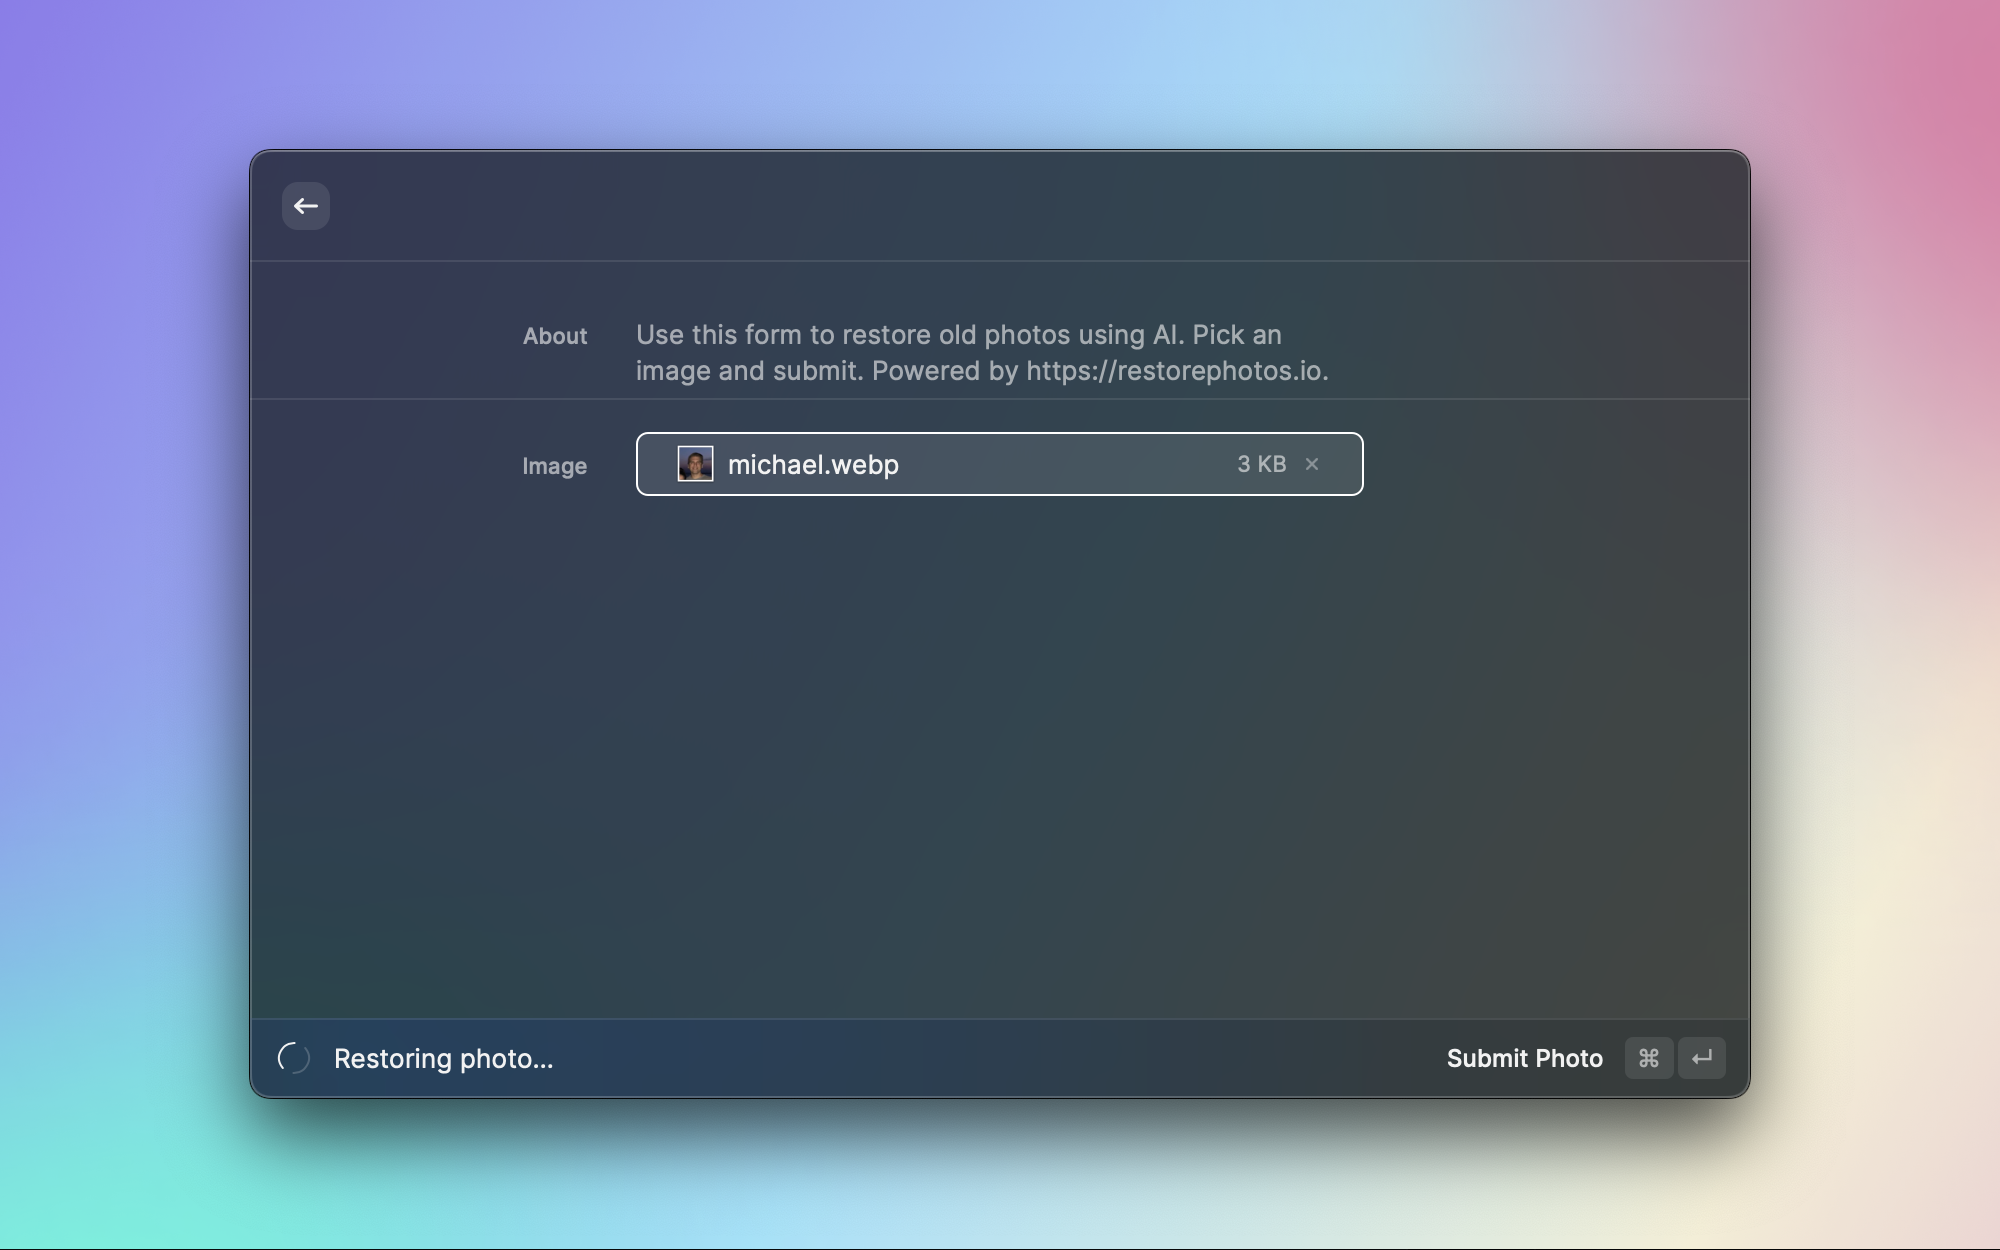 About
Use this form to restore old photos using AI. Pick an
image and submit. Powered by https://restorephotos.io.
Image
michael.webp
3 KB
Restoring photo...
Submit Photo